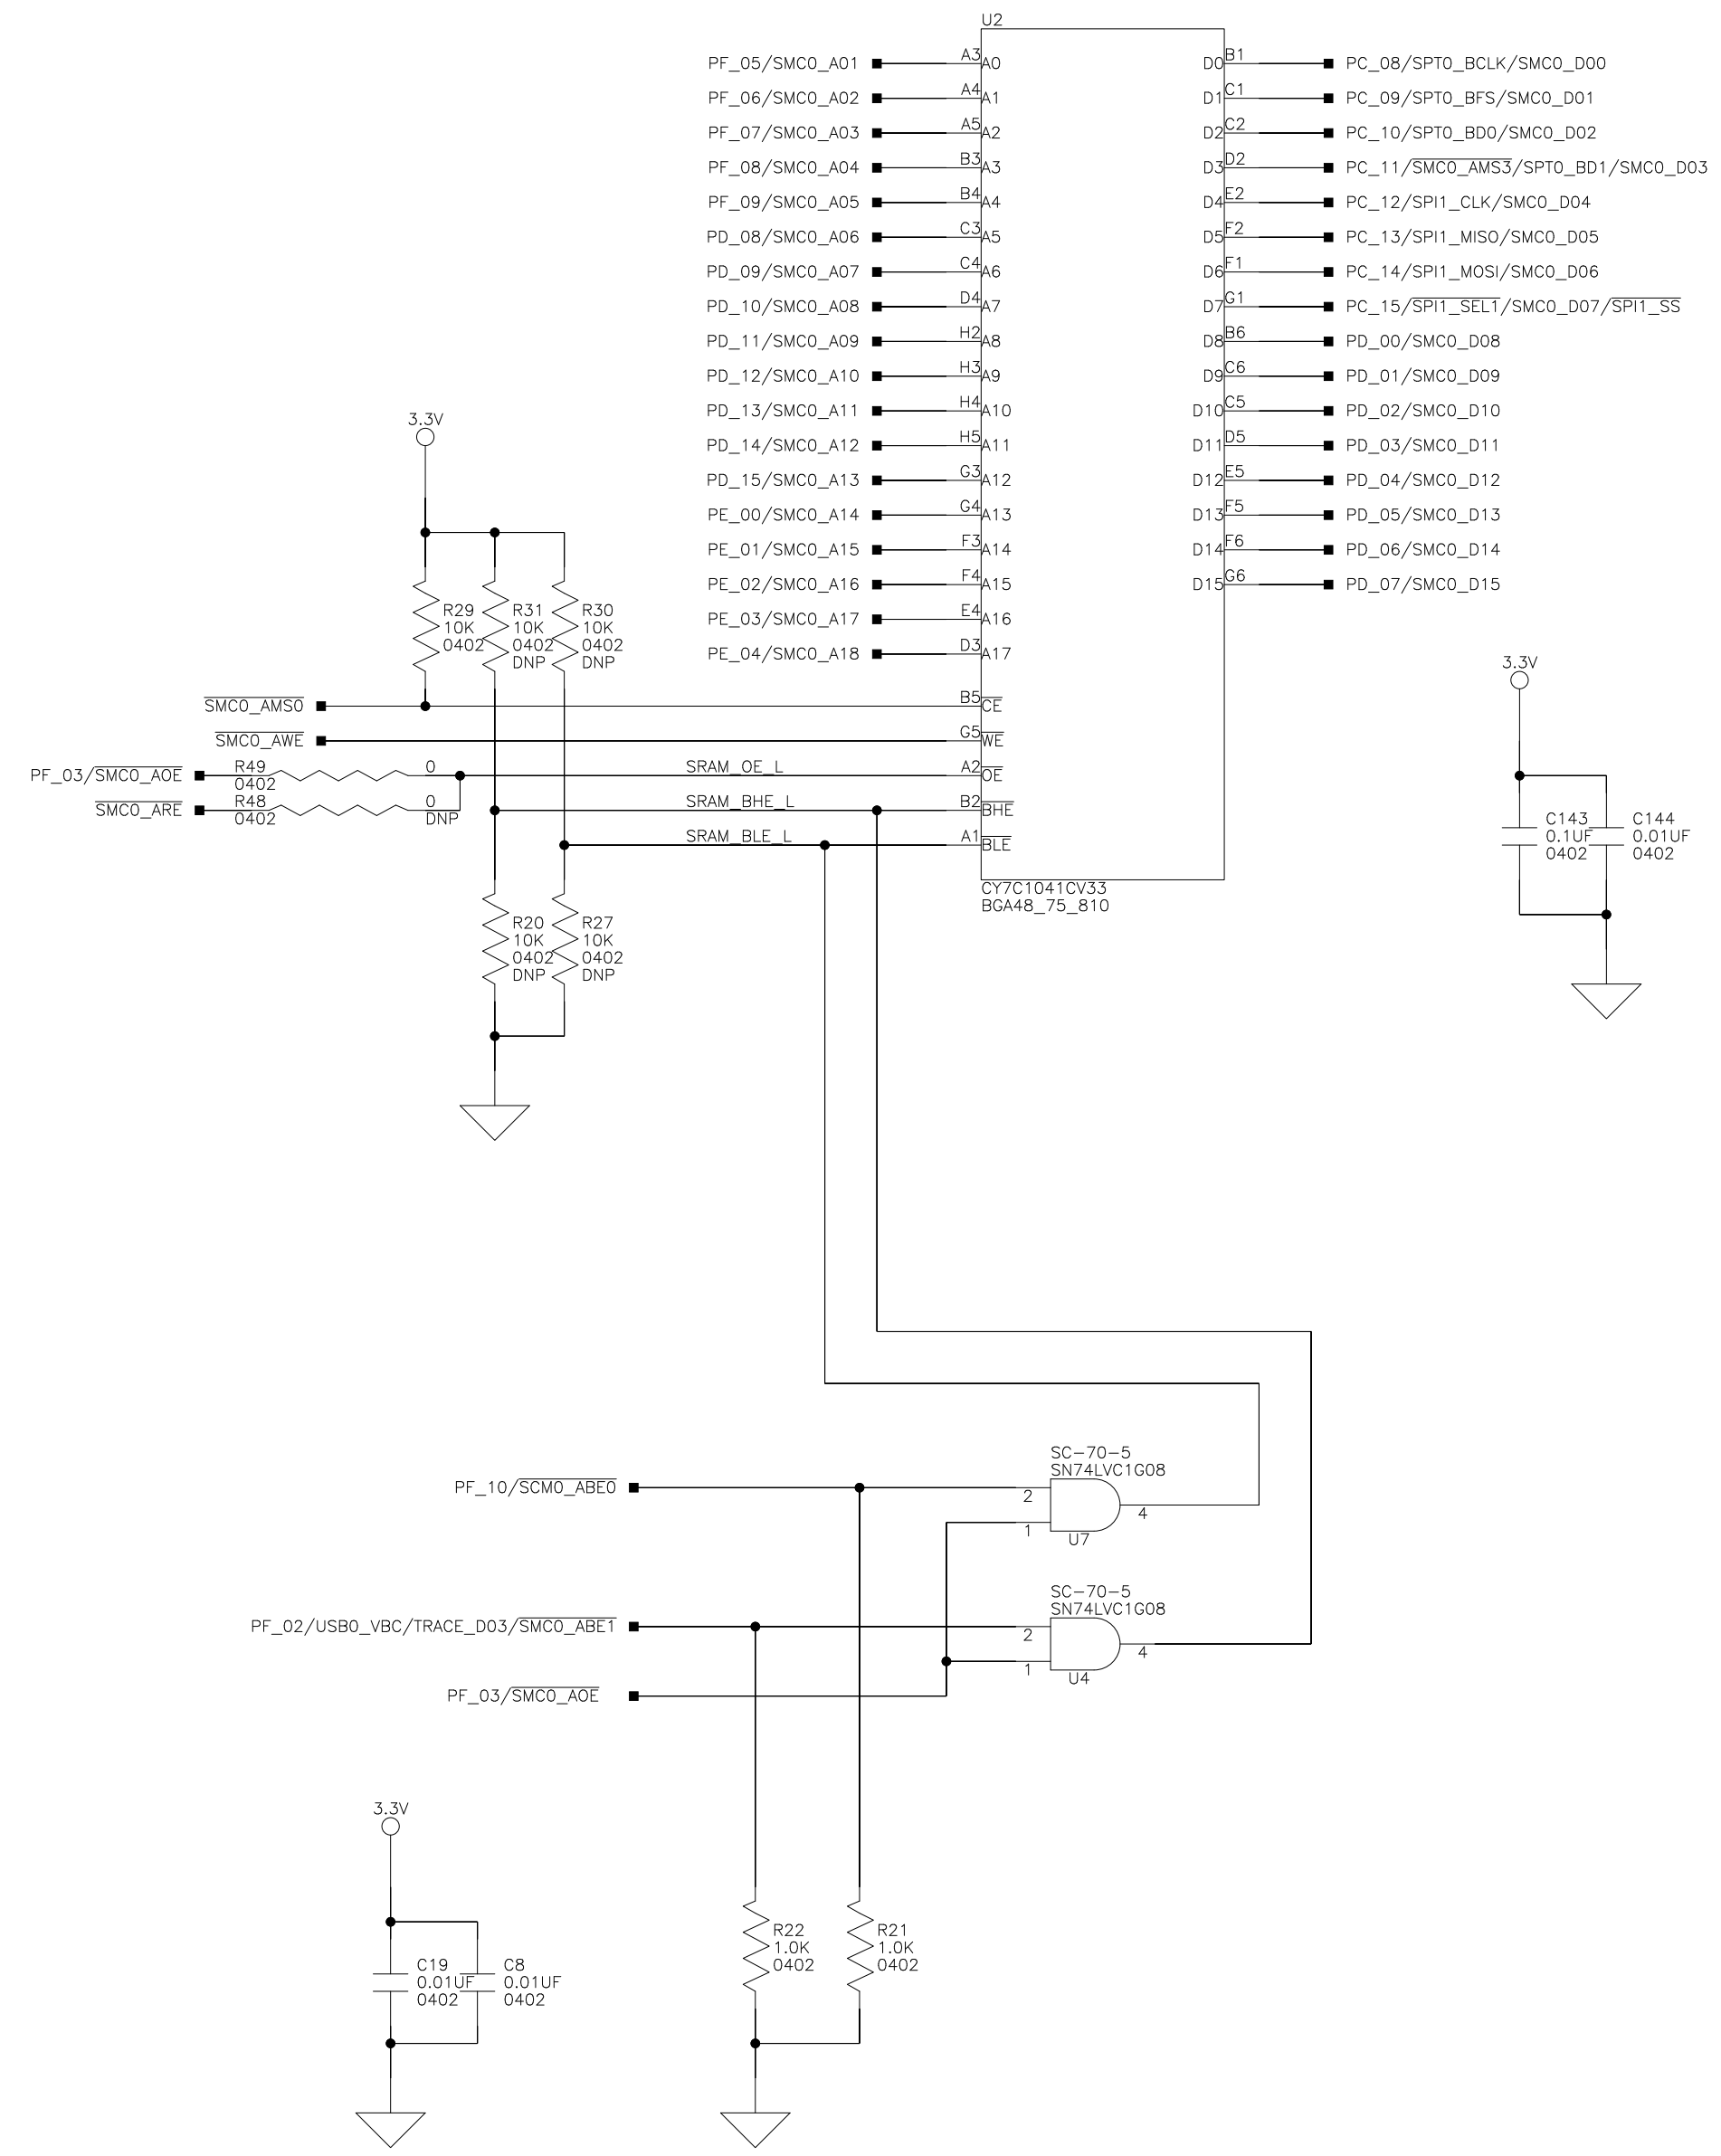 U2
PF_05/SMC0_A01 A3 A0 D0 B1 PC_08/SPT0_BCLK/SMC0_D00
PF_06/SMC0_A02 A4 A1 D1 C1 PC_09/SPT0_BFS/SMC0_D01
PF_07/SMC0_A03 A5 A2 D2 C2 PC_10/SPT0_BD0/SMC0_D02
PF_08/SMC0_A04 B3 A3 D3 D2 PC_11/SMC0_AMS3/SPT0_BD1/SMC0_D03
PF_09/SMC0_A05 B4 A4 D4 E2 PC_12/SPI1_CLK/SMC0_D04
PD_08/SMC0_A06 C3 A5 D5 F2 PC_13/SPI1_MISO/SMC0_D05
PD_09/SMC0_A07 C4 A6 D6 F1 PC_14/SPI1_MOSI/SMC0_D06
PD_10/SMC0_A08 D4 A7 D7 G1 PC_15/SPI1_SEL1/SMC0_D07/SPI1_SS
PD_11/SMC0_A09 H2 A8 D8 B6 PD_00/SMC0_D08
PD_12/SMC0_A10 H3 A9 D9 C6 PD_01/SMC0_D09
PD_13/SMC0_A11 H4 A10 D10 C5 PD_02/SMC0_D10
PD_14/SMC0_A12 H5 A11 D11 D5 PD_03/SMC0_D11
PD_15/SMC0_A13 G3 A12 D12 E5 PD_04/SMC0_D12
PE_00/SMC0_A14 G4 A13 D13 F5 PD_05/SMC0_D13
PE_01/SMC0_A15 F3 A14 D14 F6 PD_06/SMC0_D14
PE_02/SMC0_A16 F4 A15 D15 G6 PD_07/SMC0_D15
PE_03/SMC0_A17 E4 A16
PE_04/SMC0_A18 D3 A17
3.3V
R29 R31 R30
10K 10K 10K
0402 0402 0402
DNP DNP
SMC0_AMS0 B5 CE
SMC0_AWE G5 WE
PF_03/SMC0_AOE R49 0 SRAM_OE_L A2 OE
0402
SMC0_ARE R48 0 SRAM_BHE_L B2 BHE
0402 DNP
SRAM_BLE_L A1 BLE
CY7C1041CV33
BGA48_75_810
3.3V
C143 C144
0.1UF 0.01UF
0402 0402
R20 R27
10K 10K
0402 0402
DNP DNP
SC-70-5
SN74LVC1G08
PF_10/SCM0_ABE0 2
4
1
U7
SC-70-5
SN74LVC1G08
PF_02/USB0_VBC/TRACE_D03/SMC0_ABE1 2
4
1
U4
PF_03/SMC0_AOE
3.3V
C19 C8
0.01UF 0.01UF
0402 0402
R22 R21
1.0K 1.0K
0402 0402